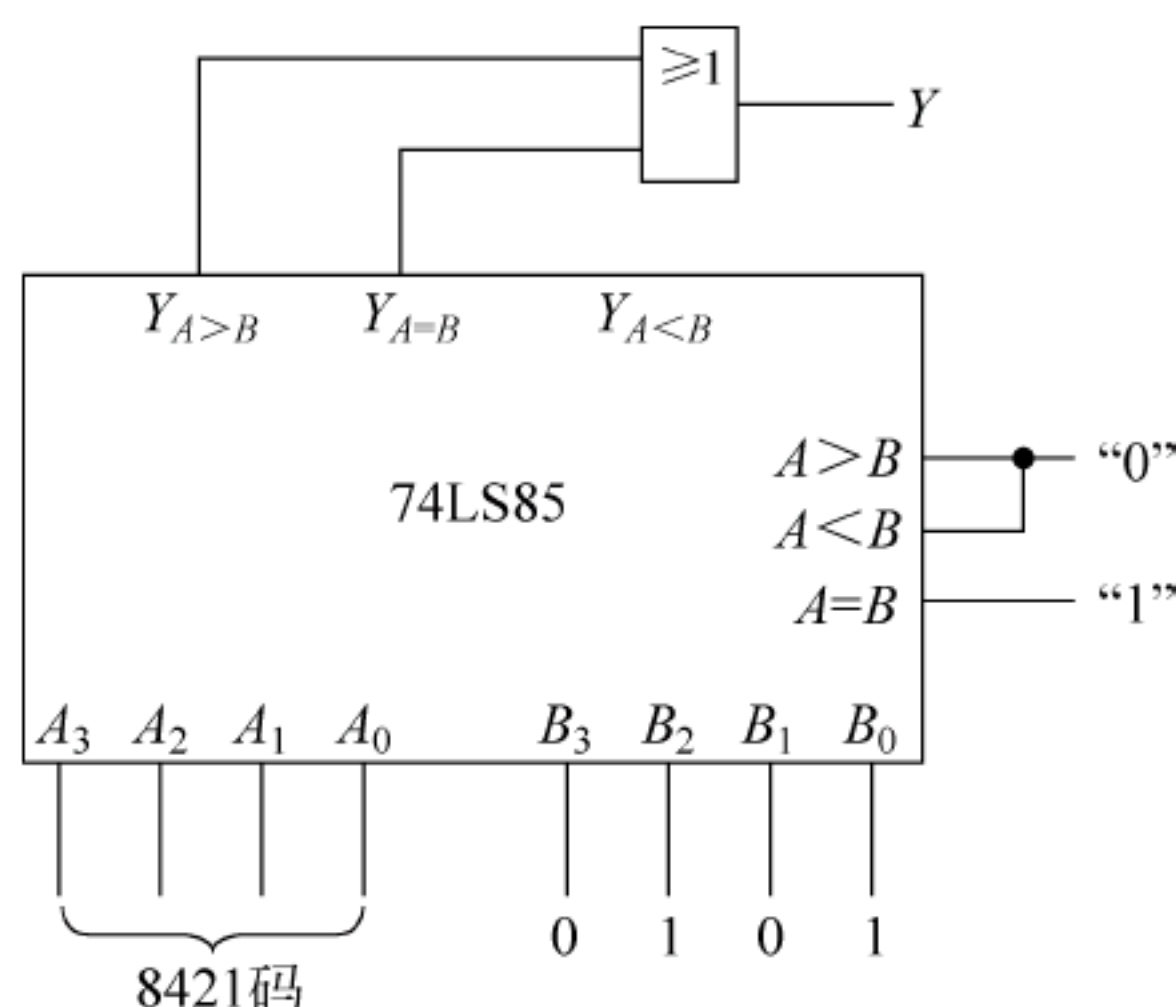 ≥1
Y
Y_{A>B} Y_{A=B} Y_{A<B}
A>B "0"
74LS85
A<B
A=B "1"
A_3 A_2 A_1 A_0 B_3 B_2 B_1 B_0
0 1 0 1
8421码